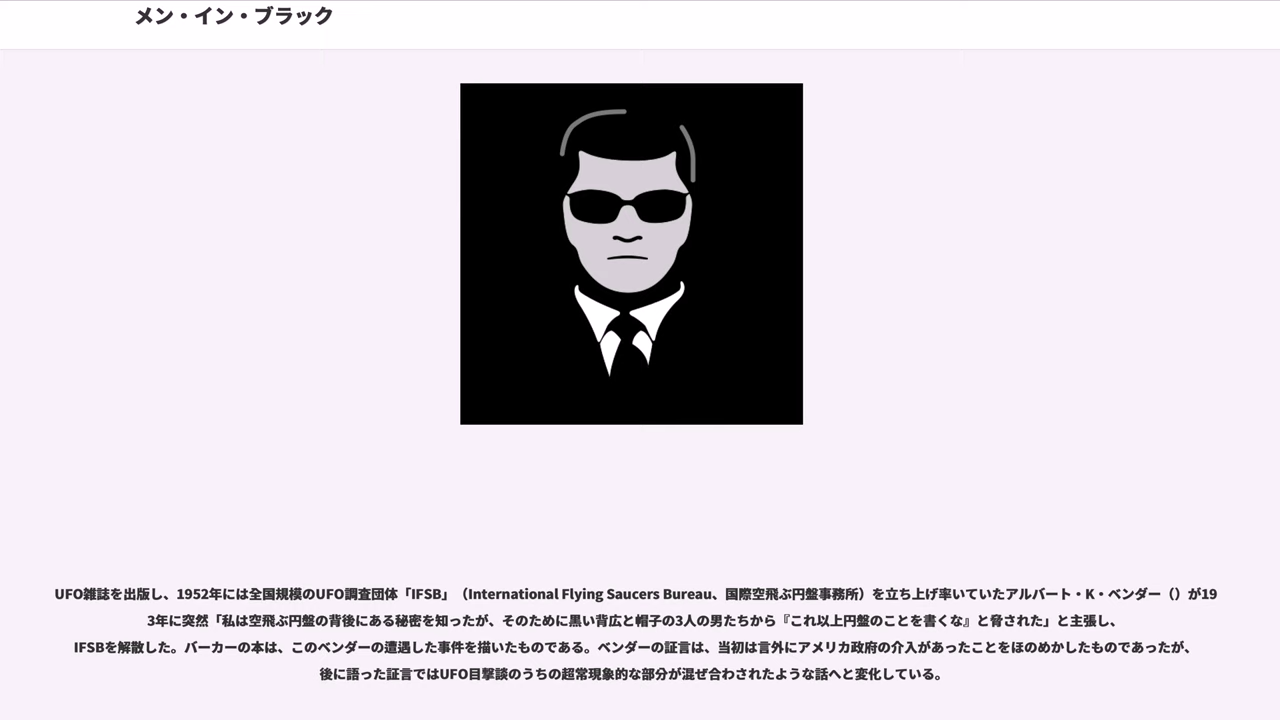 メン・イン・ブラック
UFO雑誌を出版し、1952年には全国規模のUFO調査団体「IFSB」（International Flying Saucers Bureau、国際空飛ぶ円盤事務所）を立ち上げ率いていたアルバート・K・ベンダー（）が19
3年に突然「私は空飛ぶ円盤の背後にある秘密を知ったが、そのために黒い背広と帽子の3人の男たちから『これ以上円盤のことを書くな』と脅された」と主張し、
IFSBを解散した。バーカーの本は、このベンダーの遭遇した事件を描いたものである。ベンダーの証言は、当初は言外にアメリカ政府の介入があったことをほのめかしたものであったが、
後に語った証言ではUFO目撃談のうちの超常現象的な部分が混ぜ合わされたような話へと変化している。